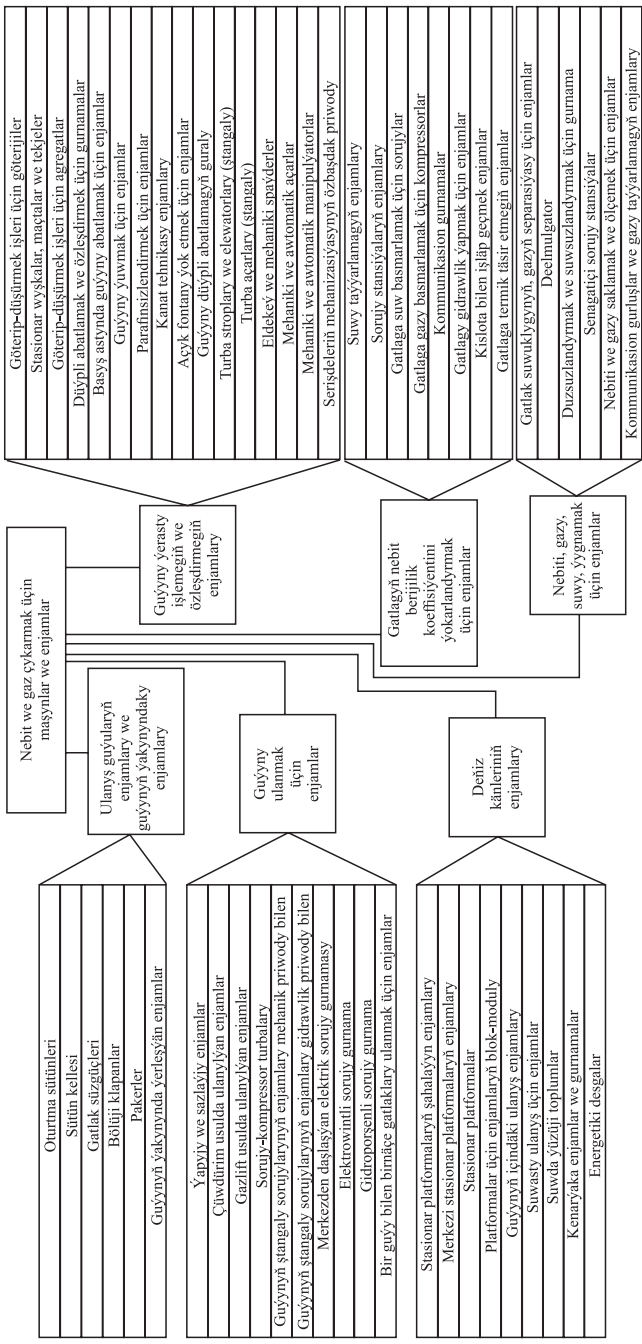 Nebit we gaz çykarmak üçin
maşynlar we enjamlar
Ulanyş guýularyň
enjamlary we
guýynyň ýakynyndaky
enjamlary
Oturtma sütünleri
Sütün kellesi
Gatlak süzgüçleri
Bölüji klapanlar
Pakerler
Guýynyň ýakynynda ýerleşýän enjamlar
Guýyny ulanmak
üçin
enjamlar
Ýapyjy we sazlaýjy enjamlar
Çüwdürim usulda ulanylýan enjamlar
Gazlift usulda ulanylýan enjamlar
Sorujy-kompressor turbalary
Guýynyň ştangaly sorujylarynyň enjamlary mehanik priwody bilen
Guýynyň ştangaly sorujylarynyň enjamlary gidrawlik priwody bilen
Merkezden daşlaşýan elektrik sorujy gurnamasy
Elektrowintli sorujy gurnama
Gidroporşenli sorujy gurnama
Bir guýy bilen birnäçe gatlaklary ulanmak üçin enjamlar
Deňiz
känleriniň
enjamlary
Stasionar platformalaryň şahalaýyn enjamlary
Merkezi stasionar platformalaryň enjamlary
Stasionar platformalar
Platformalar üçin enjamlaryň blok-moduly
Guýynyň içindäki ulanyş enjamlary
Suwasty ulanyş üçin enjamlar
Suwda ýüzüji toplumlar
Kenarýaka enjamlar we gurnamalar
Energetiki desgalar
Guýyny ýerasty
işlemegiň we
özleşdirmegiň
enjamlary
Göterip-düşürmek işleri üçin göterijiler
Stasionar wyşkalar, maçtalar we tekjeler
Göterip-düşürmek işleri üçin agregatlar
Düýpli abatlamak we özleşdirmek üçin gurnamalar
Basyş astynda guýyny abatlamak üçin enjamlar
Guýyny ýuwmak üçin enjamlar
Parafinsizlendirmek üçin enjamlar
Kanat tehnikasy enjamlary
Açyk fontany ýok etmek üçin enjamlar
Guýyny düýpli abatlamagyň guraly
Turba stroplary we elewatorlary (ştangaly)
Turba açarlary (ştangaly)
Eldekeý we mehaniki spaýderler
Mehaniki we awtomatik açarlar
Mehaniki we awtomatik manipulýatorlar
Serişdeleriň mehanizasiýasynyň özbaşdak priwody
Gatlagyň nebit
berijilik
koeffisiýentini
ýokarlandyrmak
üçin enjamlar
Suwy taýýarlamagyň enjamlary
Sorujy stansiýalaryň enjamlary
Gatlaga suw basmarlamak üçin sorujylar
Gatlaga gazy basmarlamak üçin kompressorlar
Kommunikasion gurnamalar
Gatlagy gidrawlik ýapmak üçin enjamlar
Kislota bilen işläp geçmek enjamlar
Gatlaga termik täsir etmegiň enjamlar
Nebiti, gazy,
suwy, ýygnamak
üçin enjamlar
Gatlak suwuklygynyň, gazyň separasiýasy üçin enjamlar
Deelmulgator
Duzsuzlandyrmak we suwsuzlandyrmak üçin gurnama
Senagatiçi sorujy stansiýalar
Nebiti we gazy saklamak we ölçemek üçin enjamlar
Kommunikasion gurluşlar we gazy taýýarlamagyň enjamlary